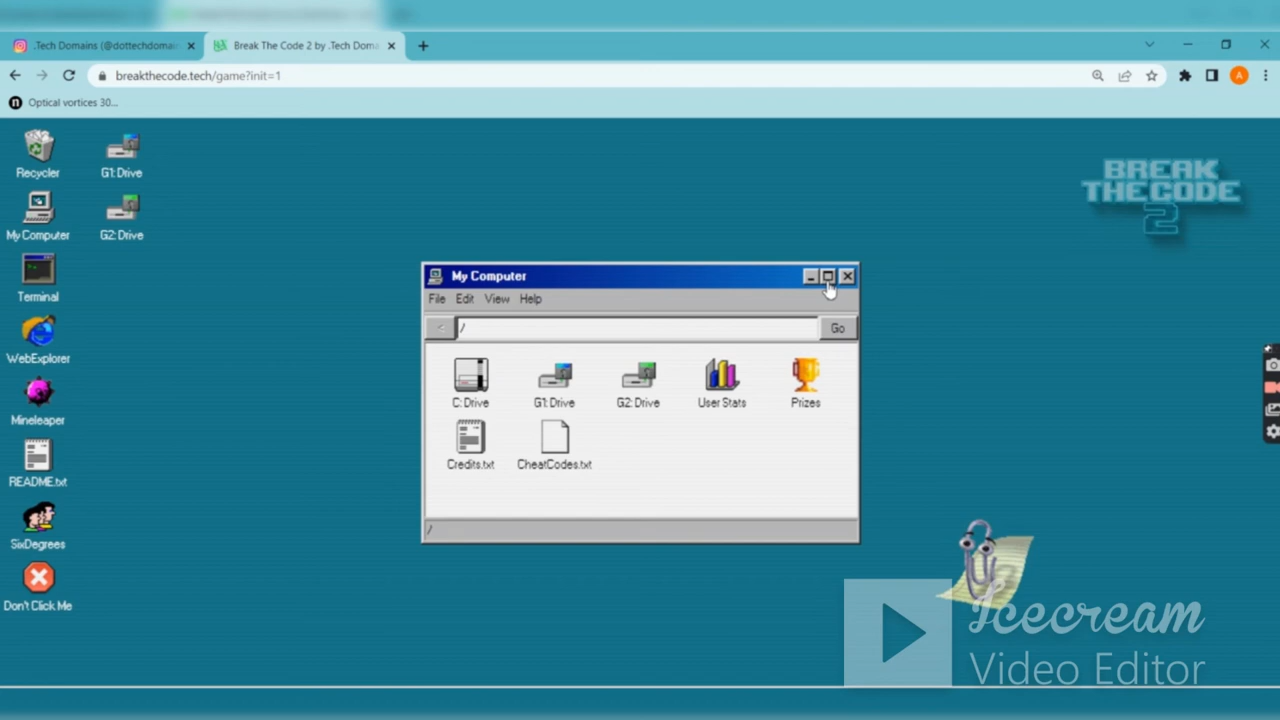 .Tech Domains (@dottechdomai
Break The Code 2 by .Tech Doma
breakthecode.tech/game?init=1
A
n
Optical vortices 30...
Recycler
G1: Drive
My Computer
G2: Drive
Terminal
WebExplorer
Mineleaper
README.txt
SixDegrees
Don't Click Me
BREAK
THE CODE
2
My Computer
File Edit View Help
< / Go
C: Drive
G1: Drive
G2: Drive
User Stats
Prizes
Credits.txt
CheatCodes.txt
/
Icecream
Video Editor